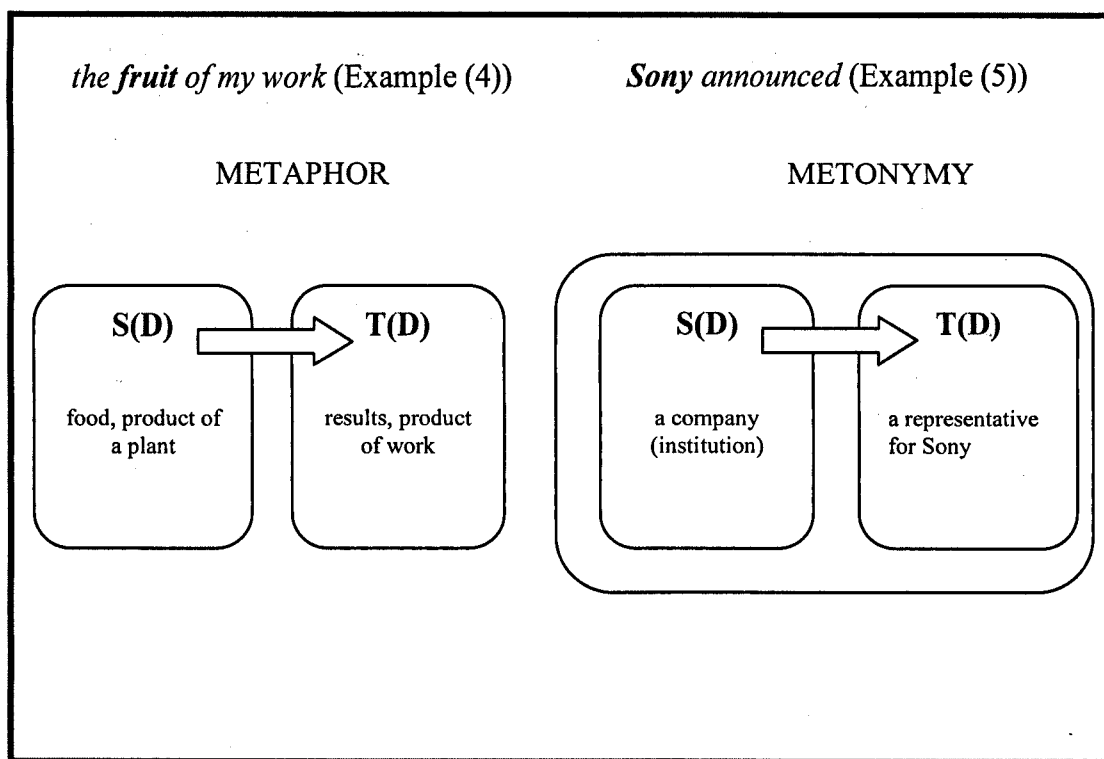 the fruit of my work (Example (4))
Sony announced (Example (5))
METAPHOR
METONYMY
S(D)
T(D)
food, product of
a plant
results, product
of work
S(D)
T(D)
a company
(institution)
a representative
for Sony